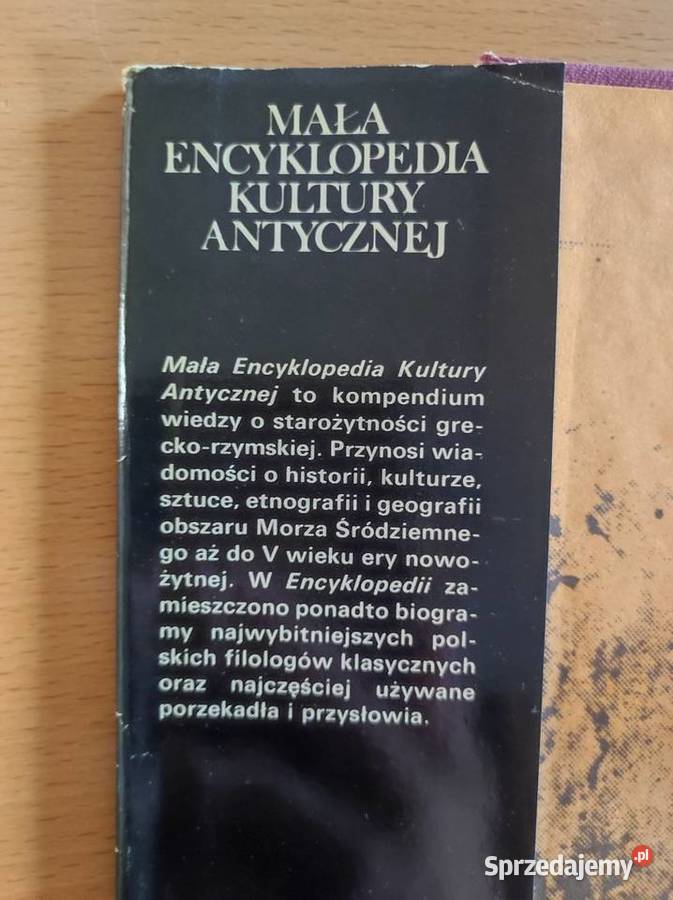 MAŁA
ENCYKLOPEDIA
KULTURY
ANTYCZNEJ
Mała Encyklopedia Kultury
Antycznej to kompendium
wiedzy o starożytności gre-
cko-rzymskiej. Przynosi wia-
domości o historii, kulturze,
sztuce, etnografii i geografii
obszaru Morza Śródziemne-
go aż do V wieku ery nowo-
żytnej. W Encyklopedii za-
mieszczono ponadto biogra-
my najwybitniejszych pol-
skich filologów klasycznych
oraz najczęściej używane
porzekadła i przysłowia.
Sprzedajemy.pl